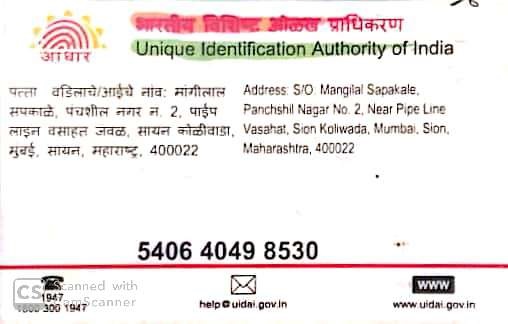 भारतीय विशिष्ट ओळख प्राधिकरण
Unique Identification Authority of India
आधार
पत्ता वडिलाचे/आईचे नांव: मांगीलाल
सपकाळे, पंचशील नगर न. 2, पाईप
लाइन वसाहत जवळ, सायन कोळीवाडा,
मुंबई, सायन, महाराष्ट्र, 400022
Address: S/O. Mangilal Sapakale,
Panchshil Nagar No. 2, Near Pipe Line
Vasahat, Sion Koliwada, Mumbai, Sion,
Maharashtra, 400022
5406 4049 8530
1947
1800 300 1947
help@uidai.gov.in
WWW
www.uidai.gov.in
CS Scanned with
CamScanner